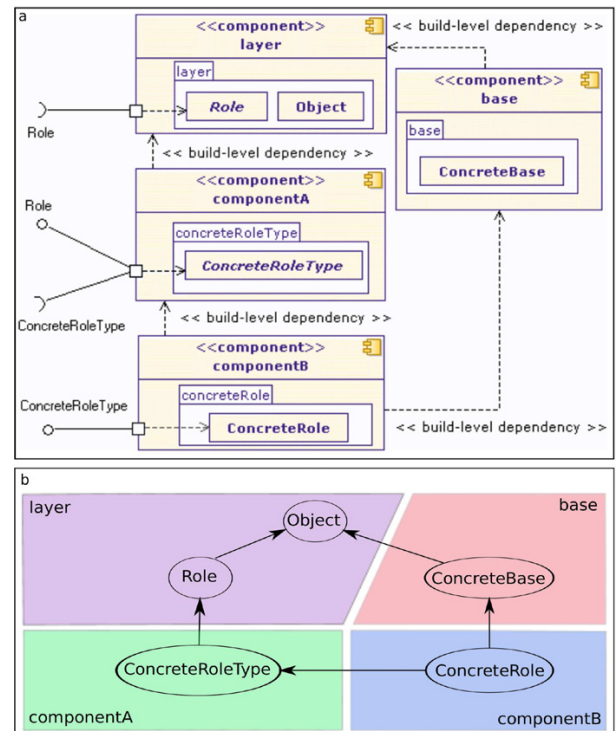 a
<<component>>
layer
<< build-level dependency >>
layer
Role
Object
Role
<<component>>
base
base
ConcreteBase
<< build-level dependency >>
<<component>>
componentA
Role
concreteRoleType
ConcreteRoleType
ConcreteRoleType
<< build-level dependency >>
<<component>>
componentB
ConcreteRoleType
concreteRole
ConcreteRole
<< build-level dependency >>
b
layer
base
Object
Role
ConcreteBase
ConcreteRoleType
ConcreteRole
componentA
componentB